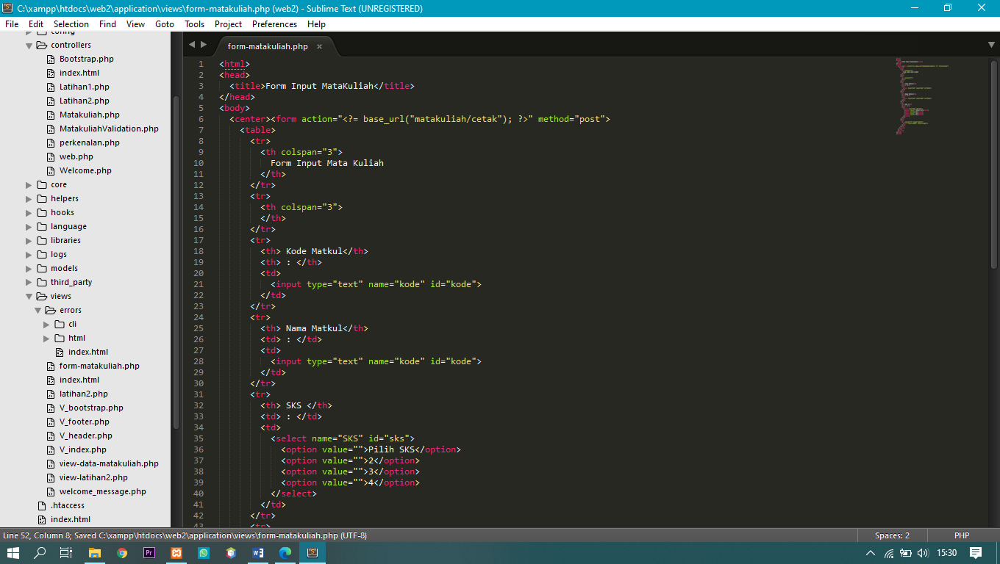 C:\xampp\htdocs\web2\application\views\form-matakuliah.php (web2) - Sublime Text (UNREGISTERED)
File Edit Selection Find View Goto Tools Project Preferences Help
config
controllers
Bootstrap.php
index.html
Latihan1.php
Latihan2.php
Matakuliah.php
MatakuliahValidation.php
perkenalan.php
web.php
Welcome.php
core
helpers
hooks
language
libraries
logs
models
third_party
views
errors
cli
html
index.html
form-matakuliah.php
index.html
latihan2.php
V_bootstrap.php
V_footer.php
V_header.php
V_index.php
view-data-matakuliah.php
view-latihan2.php
welcome_message.php
.htaccess
index.html
form-matakuliah.php ×
1 <html>
2 <head>
3 <title>Form Input MataKuliah</title>
4 </head>
5 <body>
6 <center><form action="<?= base_url("matakuliah/cetak"); ?>" method="post">
7 <table>
8 <tr>
9 <th colspan="3">
10 Form Input Mata Kuliah
11 </th>
12 </tr>
13 <tr>
14 <th colspan="3">
15 </th>
16 </tr>
17 <tr>
18 <th> Kode Matkul</th>
19 <th> : </th>
20 <td>
21 <input type="text" name="kode" id="kode">
22 </td>
23 </tr>
24 <tr>
25 <th> Nama Matkul</th>
26 <td> : </td>
27 <td>
28 <input type="text" name="kode" id="kode">
29 </td>
30 </tr>
31 <tr>
32 <th> SKS </th>
33 <td> : </td>
34 <td>
35 <select name="SKS" id="sks">
36 <option value="">Pilih SKS</option>
37 <option value="">2</option>
38 <option value="">3</option>
39 <option value="">4</option>
40 </select>
41 </td>
42 </tr>
43 <tr>
Line 52, Column 8; Saved C:\xampp\htdocs\web2\application\views\form-matakuliah.php (UTF-8)
Spaces: 2
PHP
15:30